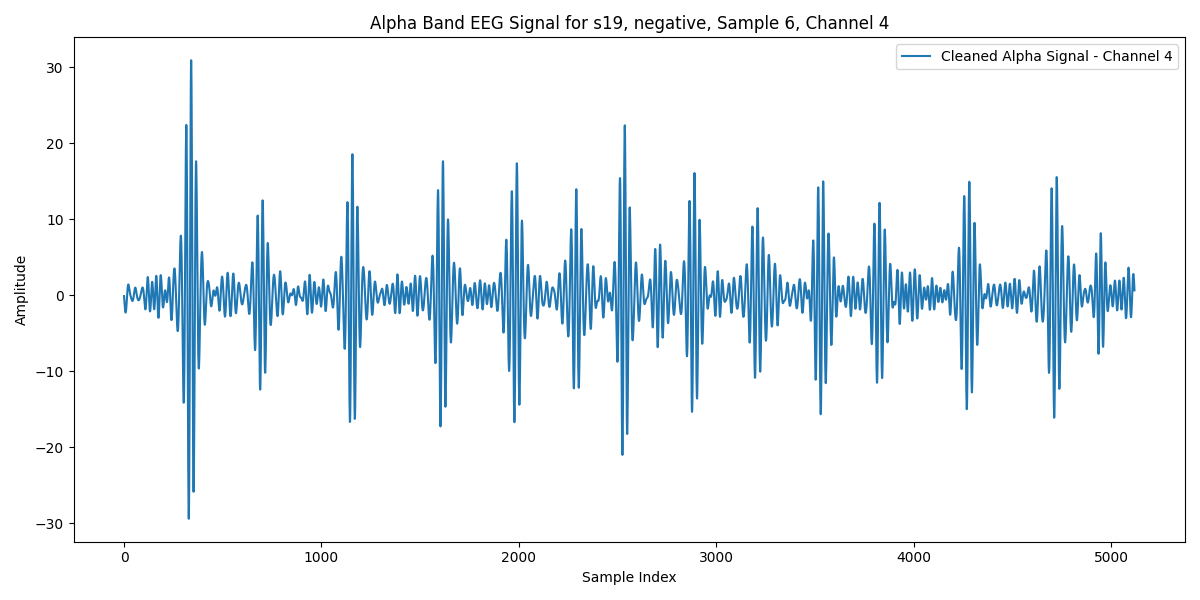 Alpha Band EEG Signal for s19, negative, Sample 6, Channel 4
Cleaned Alpha Signal - Channel 4
30
20
10
0
−10
−20
−30
Amplitude
0 1000 2000 3000 4000 5000
Sample Index